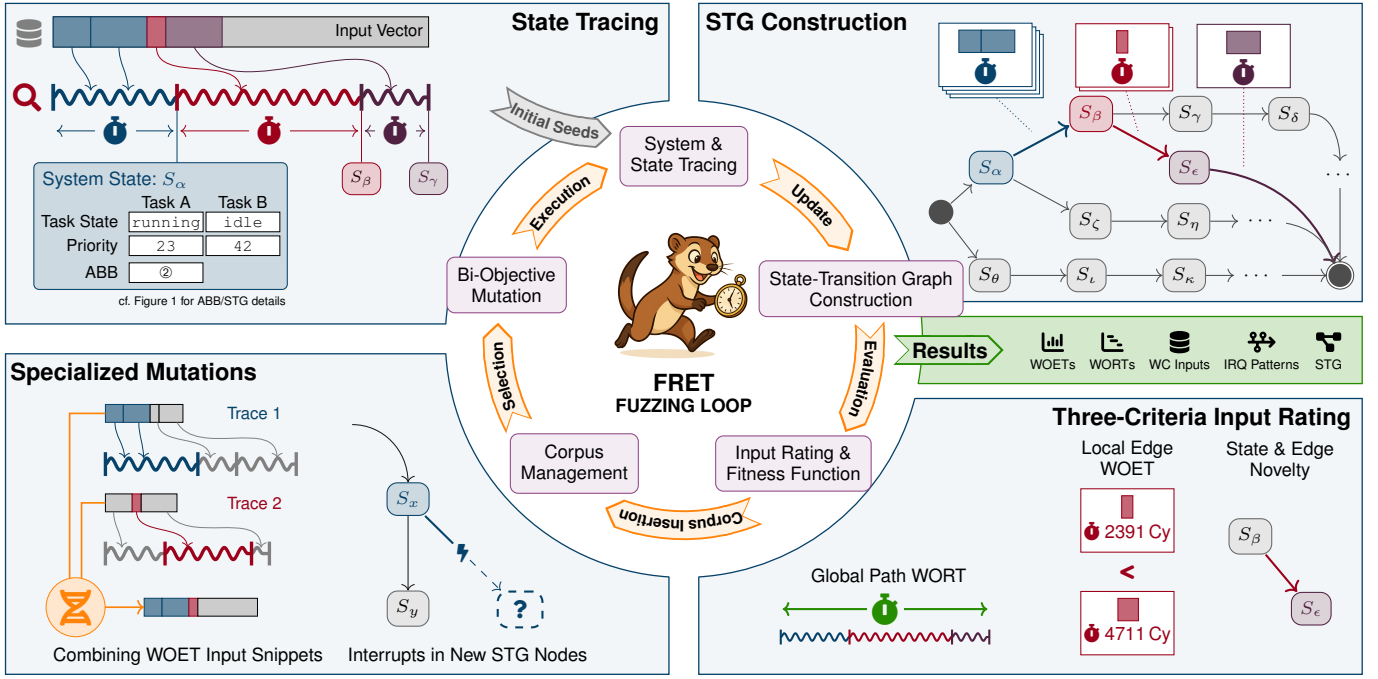 State Tracing
Input Vector
System State: Sα
Task A Task B
Task State running idle
Priority 23 42
ABB ②
cf. Figure 1 for ABB/STG details
Sβ
Sγ
STG Construction
Sα
Sβ
Sγ
Sδ
Sϵ
...
Sζ
Sη
...
Sθ
Sι
Sκ
...
Initial Seeds
System &
State Tracing
Update
State-Transition Graph
Construction
Evaluation
Input Rating &
Fitness Function
Corpus Insertion
Corpus
Management
Selection
Bi-Objective
Mutation
Execution
FRET
FUZZING LOOP
Results
WOETs
WORTs
WC Inputs
IRQ Patterns
STG
Specialized Mutations
Trace 1
Trace 2
Combining WOET Input Snippets
Sx
Sy
?
Interrupts in New STG Nodes
Three-Criteria Input Rating
Global Path WORT
Local Edge
WOET
2391 Cy
<
4711 Cy
State & Edge
Novelty
Sβ
Sϵ